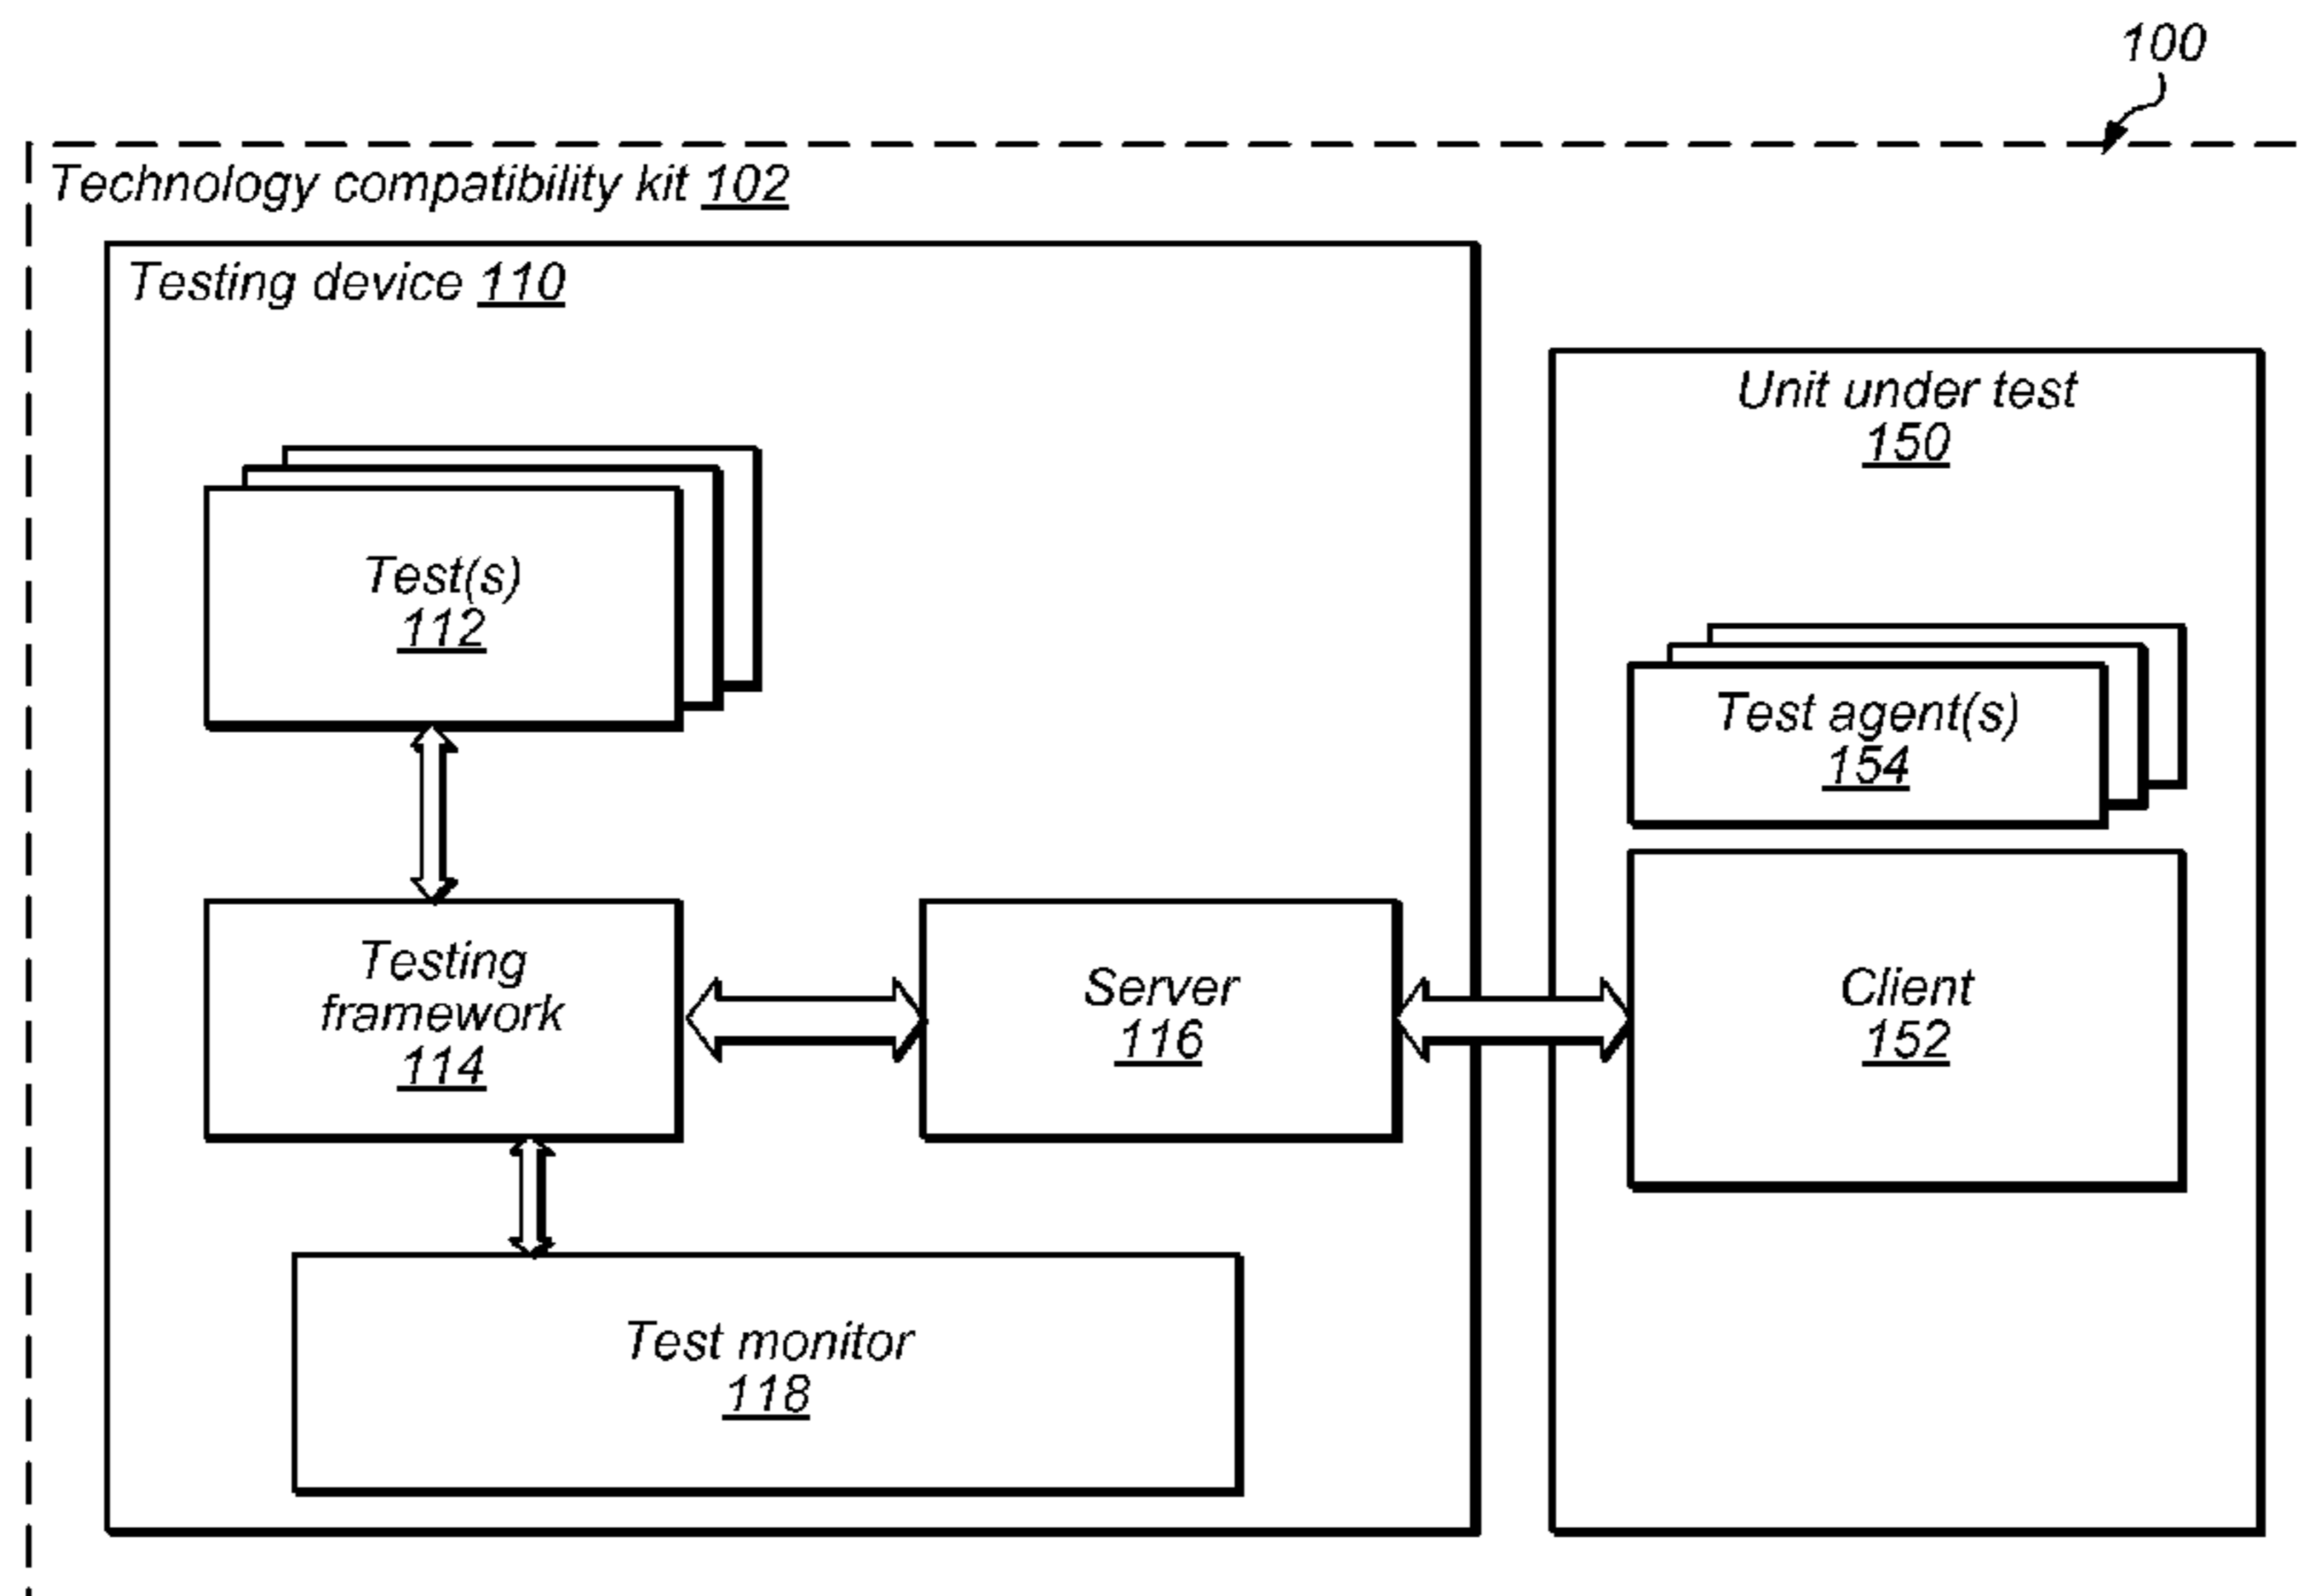 100
Technology compatibility kit 102
Testing device 110
Unit under test
150
Test(s)
112
Test agent(s)
154
Testing
framework
114
Server
116
Client
152
Test monitor
118